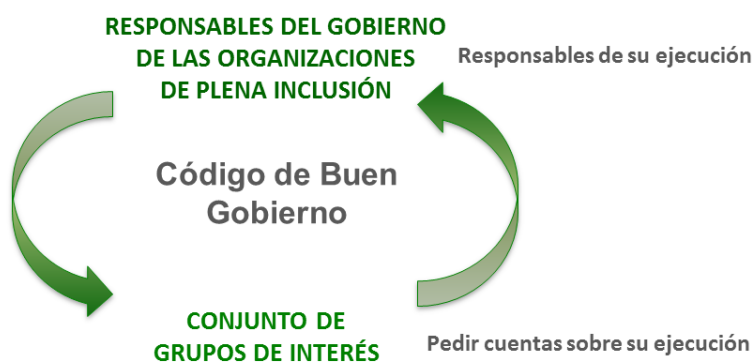 RESPONSABLES DEL GOBIERNO
DE LAS ORGANIZACIONES
DE PLENA INCLUSIÓN
Responsables de su ejecución
Código de Buen
Gobierno
CONJUNTO DE
GRUPOS DE INTERÉS
Pedir cuentas sobre su ejecución